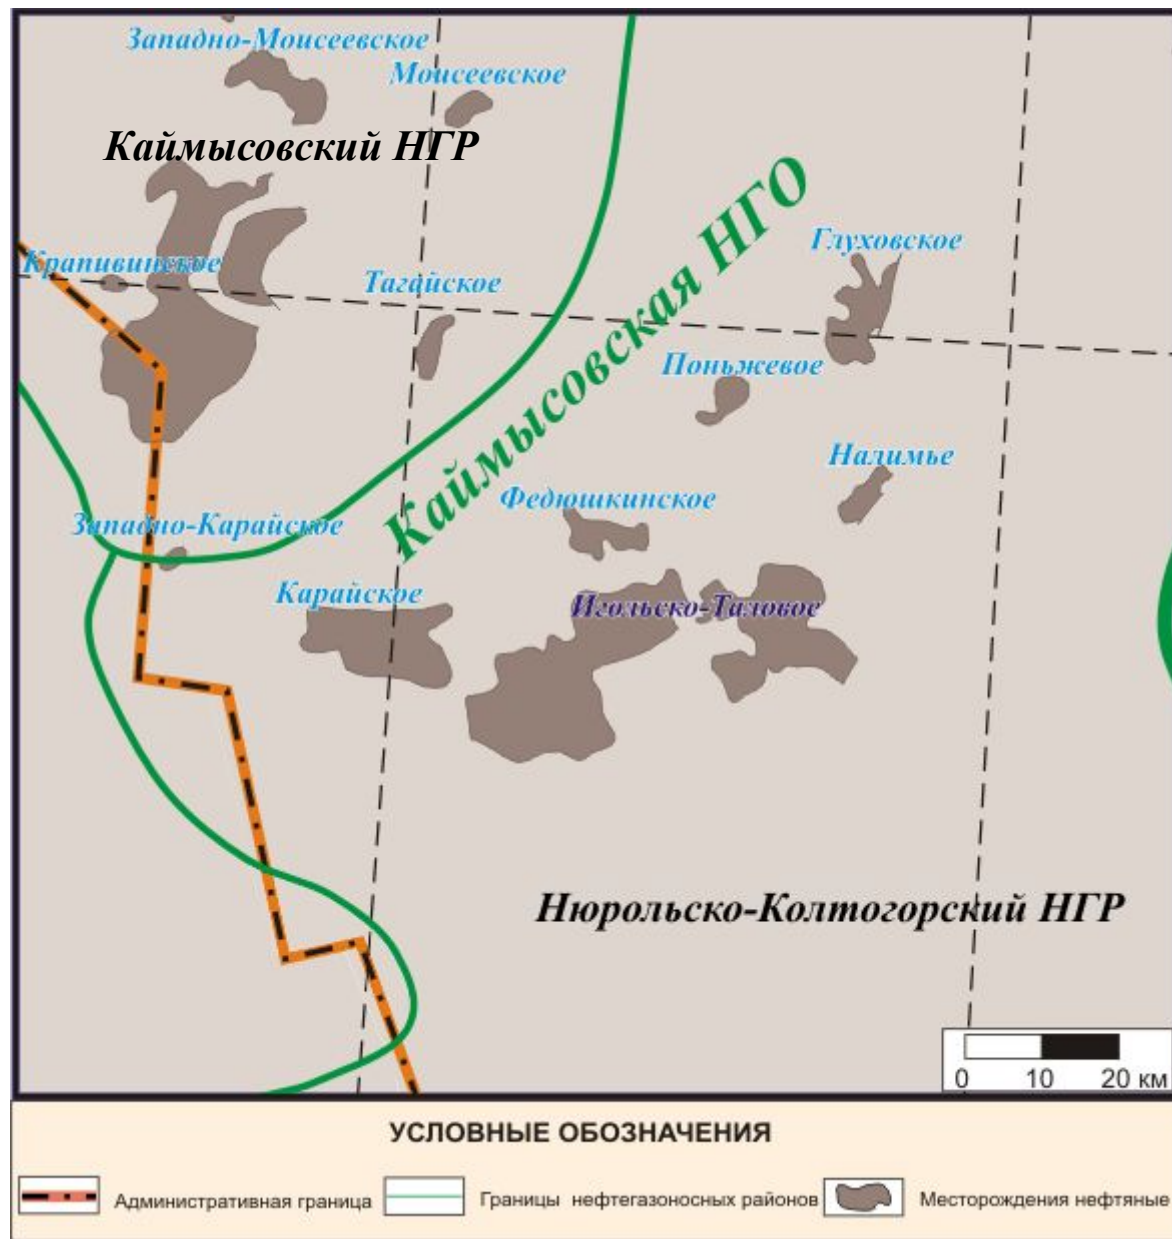 Западно-Моисеевское
Моисеевское
Каймысовский НГР
Каймысовская НГО
Глуховское
Крапивинское
Тагайское
Поньжевое
Налимье
Федюшкинское
Западно-Карайское
Карайское
Игольско-Таловое
Нюрольско-Колтогорский НГР
0 10 20 км
УСЛОВНЫЕ ОБОЗНАЧЕНИЯ
Административная граница
Границы нефтегазоносных районов
Месторождения нефтяные